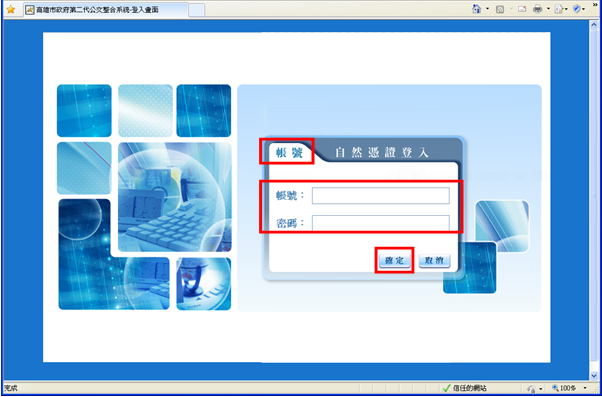 高雄市政府第二代公文整合系統-登入畫面
帳號
自然憑證登入
帳號：
密碼：
確定
取消
完成
信任的網站
100%